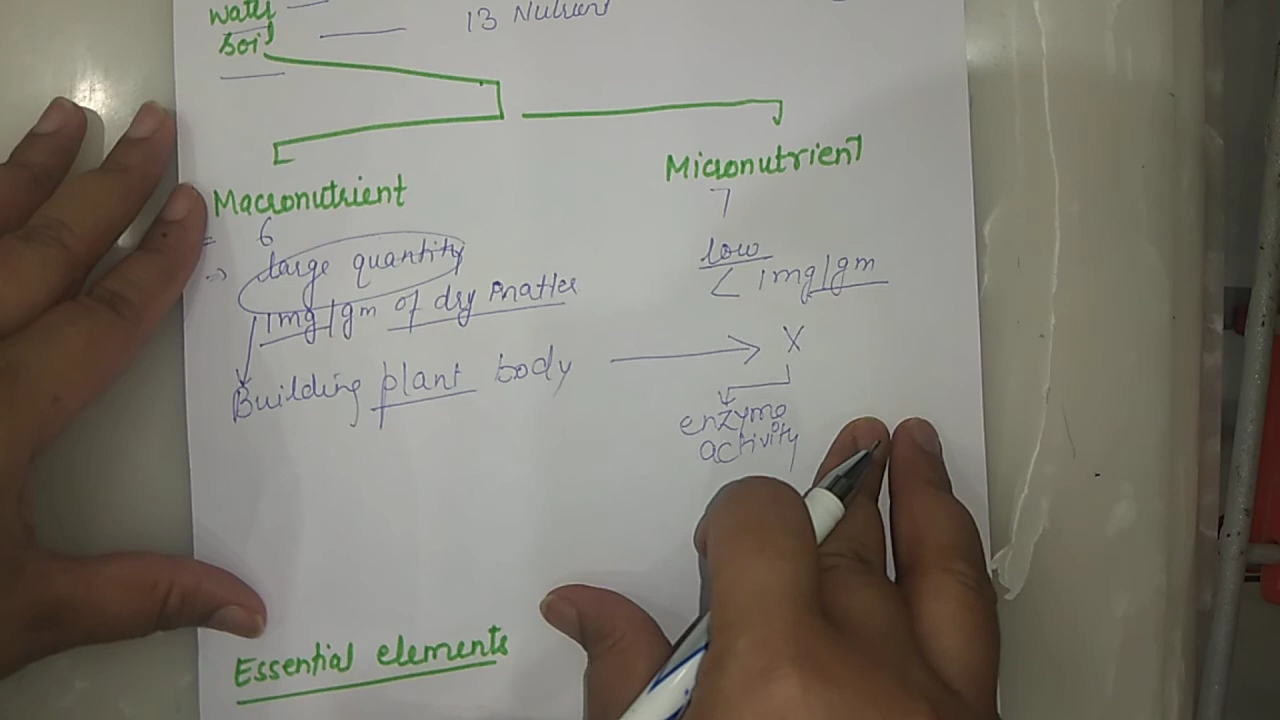 Water
Soil
13 Nutrient
Macronutrient
Micronutrient
= 6
7
⇒ large quantity
1mg/gm of dry matter
low
< 1mg/gm
Building plant body → X
enzyme
activity
Essential elements